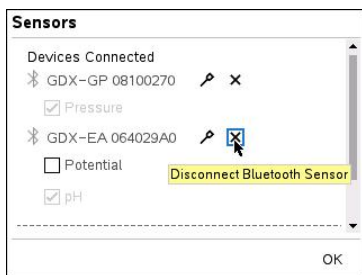 Sensors
Devices Connected
GDX-GP 08100270
Pressure
GDX-EA 064029A0
Potential
Disconnect Bluetooth Sensor
pH
OK